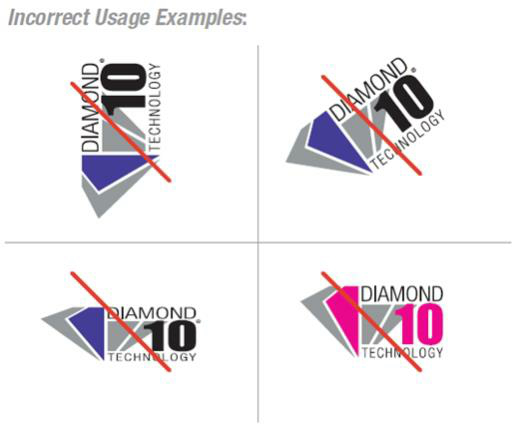 Incorrect Usage Examples:
DIAMOND®
10
TECHNOLOGY
DIAMOND®
10
TECHNOLOGY
DIAMOND
10®
TECHNOLOGY
DIAMOND
10
TECHNOLOGY